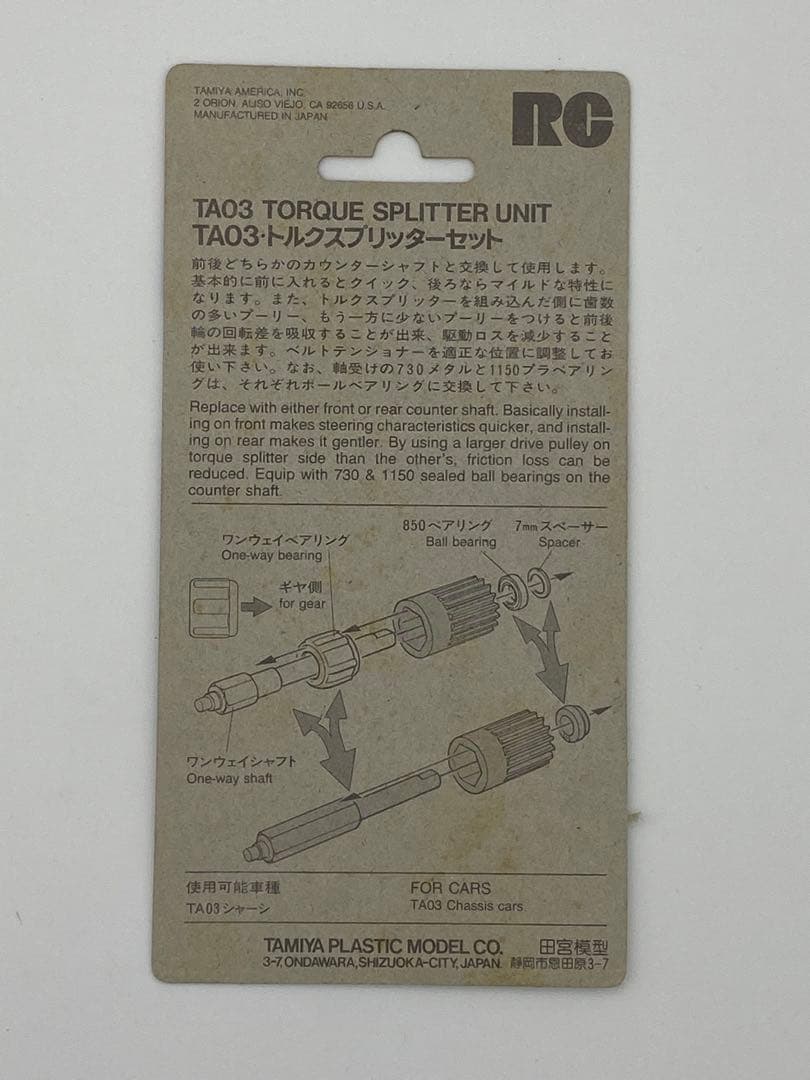 TAMIYA AMERICA, INC.
2 ORION, ALISO VIEJO, CA 92656 U.S.A.
MANUFACTURED IN JAPAN
RC
TA03 TORQUE SPLITTER UNIT
TA03・トルクスプリッターセット
前後どちらかのカウンターシャフトと交換して使用します。
基本的に前に入れるとクイック、後ろならマイルドな特性に
なります。また、トルクスプリッターを組み込んだ側に歯数
の多いプーリー、もう一方に少ないプーリーをつけると前後
輪の回転差を吸収することが出来、駆動ロスを減少すること
が出来ます。ベルトテンショナーを適正な位置に調整してお
使い下さい。なお、軸受けの730メタルと1150プラベアリン
グは、それぞれボールベアリングに交換して下さい。
Replace with either front or rear counter shaft. Basically install-
ing on front makes steering characteristics quicker, and install-
ing on rear makes it gentler. By using a larger drive pulley on
torque splitter side than the other's, friction loss can be
reduced. Equip with 730 & 1150 sealed ball bearings on the
counter shaft.
ワンウェイベアリング
One-way bearing
850ベアリング
Ball bearing
7mmスペーサー
Spacer
ギヤ側
for gear
ワンウェイシャフト
One-way shaft
使用可能車種
TA03シャーシ
FOR CARS
TA03 Chassis cars
TAMIYA PLASTIC MODEL CO. 田宮模型
3-7, ONDAWARA, SHIZUOKA-CITY, JAPAN. 静岡市恩田原3-7